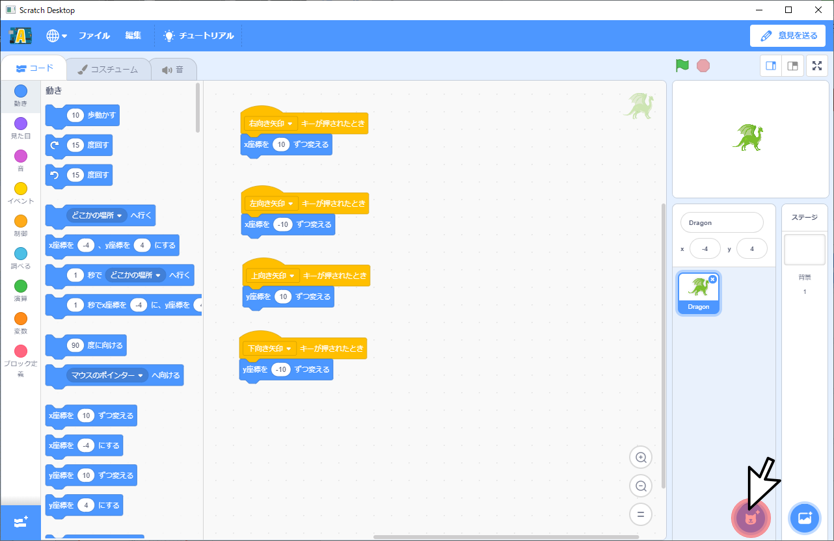 Scratch Desktop
ファイル 編集 チュートリアル 意見を送る
コード コスチューム 音
動き
見た目
音
イベント
制御
調べる
演算
変数
ブロック定義
動き
10 歩動かす
15 度回す
15 度回す
どこかの場所 へ行く
x座標を -4 、y座標を 4 にする
1 秒で どこかの場所 へ行く
1 秒でx座標を -4 に、y座標を
90 度に向ける
マウスのポインター へ向ける
x座標を 10 ずつ変える
x座標を -4 にする
y座標を 10 ずつ変える
y座標を 4 にする
右向き矢印 キーが押されたとき
x座標を 10 ずつ変える
左向き矢印 キーが押されたとき
x座標を -10 ずつ変える
上向き矢印 キーが押されたとき
y座標を 10 ずつ変える
下向き矢印 キーが押されたとき
y座標を -10 ずつ変える
Dragon
x -4 y 4
Dragon
ステージ
背景
1